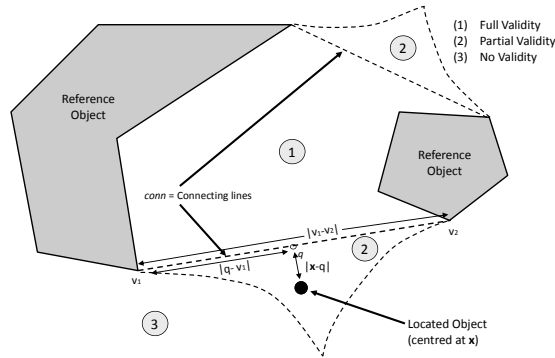 (1) Full Validity
(2) Partial Validity
(3) No Validity
2
Reference
Object
1
Reference
Object
conn = Connecting lines
|v₁-v₂|
v₂
q
2
|q-v₁|
|x-q|
v₁
3
Located Object
(centred at x)